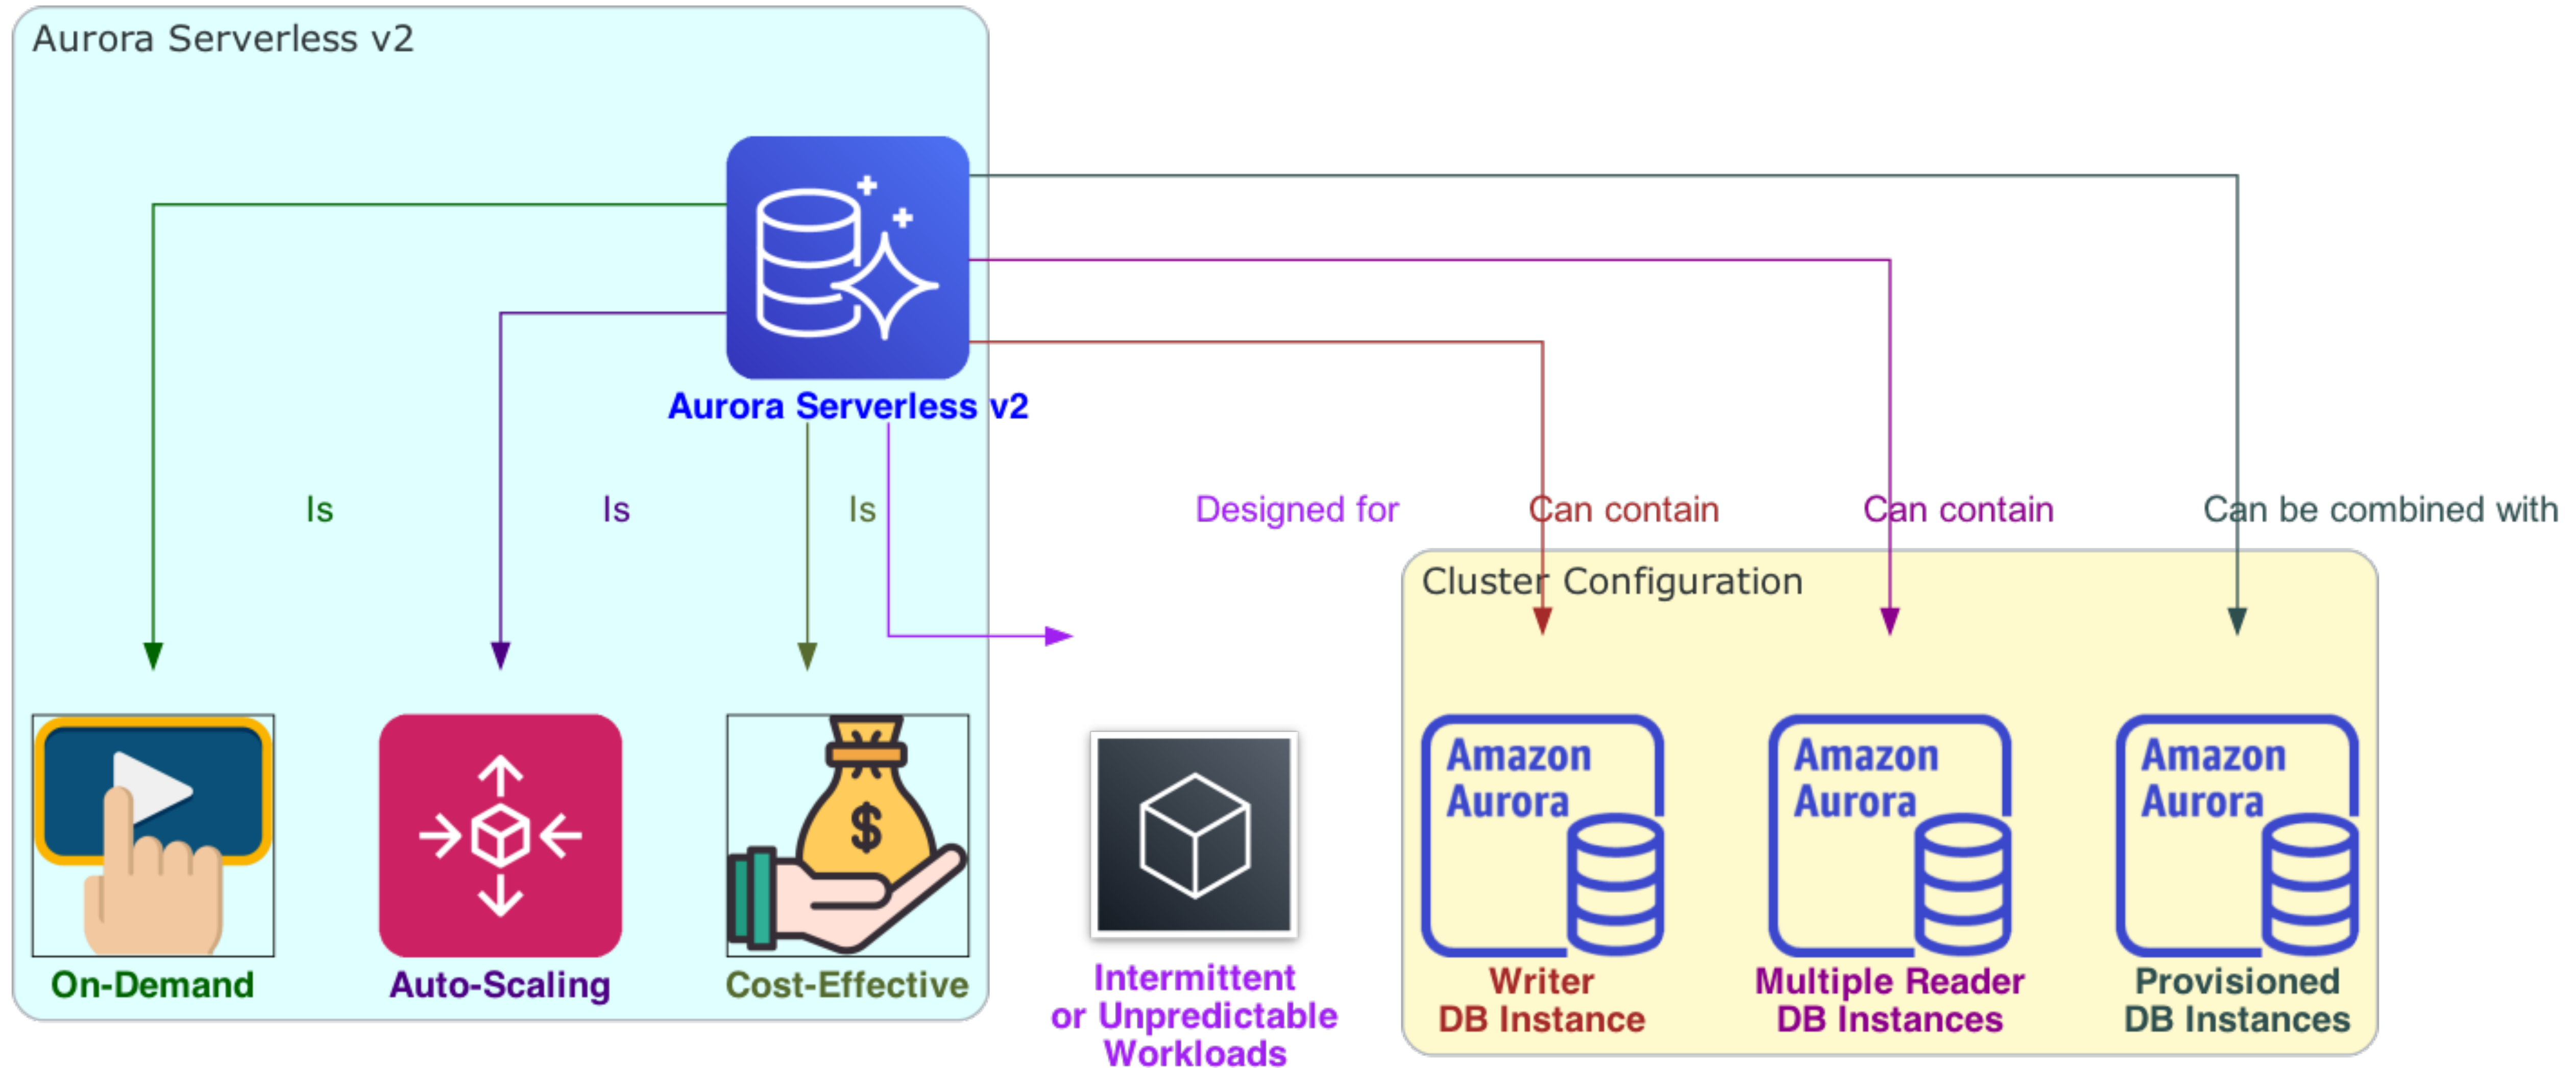 Aurora Serverless v2
Aurora Serverless v2
Is
Is
Is
Designed for
Can contain
Can contain
Can be combined with
Cluster Configuration
On-Demand
Auto-Scaling
Cost-Effective
$
Intermittent
or Unpredictable
Workloads
Amazon
Aurora
Writer
DB Instance
Amazon
Aurora
Multiple Reader
DB Instances
Amazon
Aurora
Provisioned
DB Instances